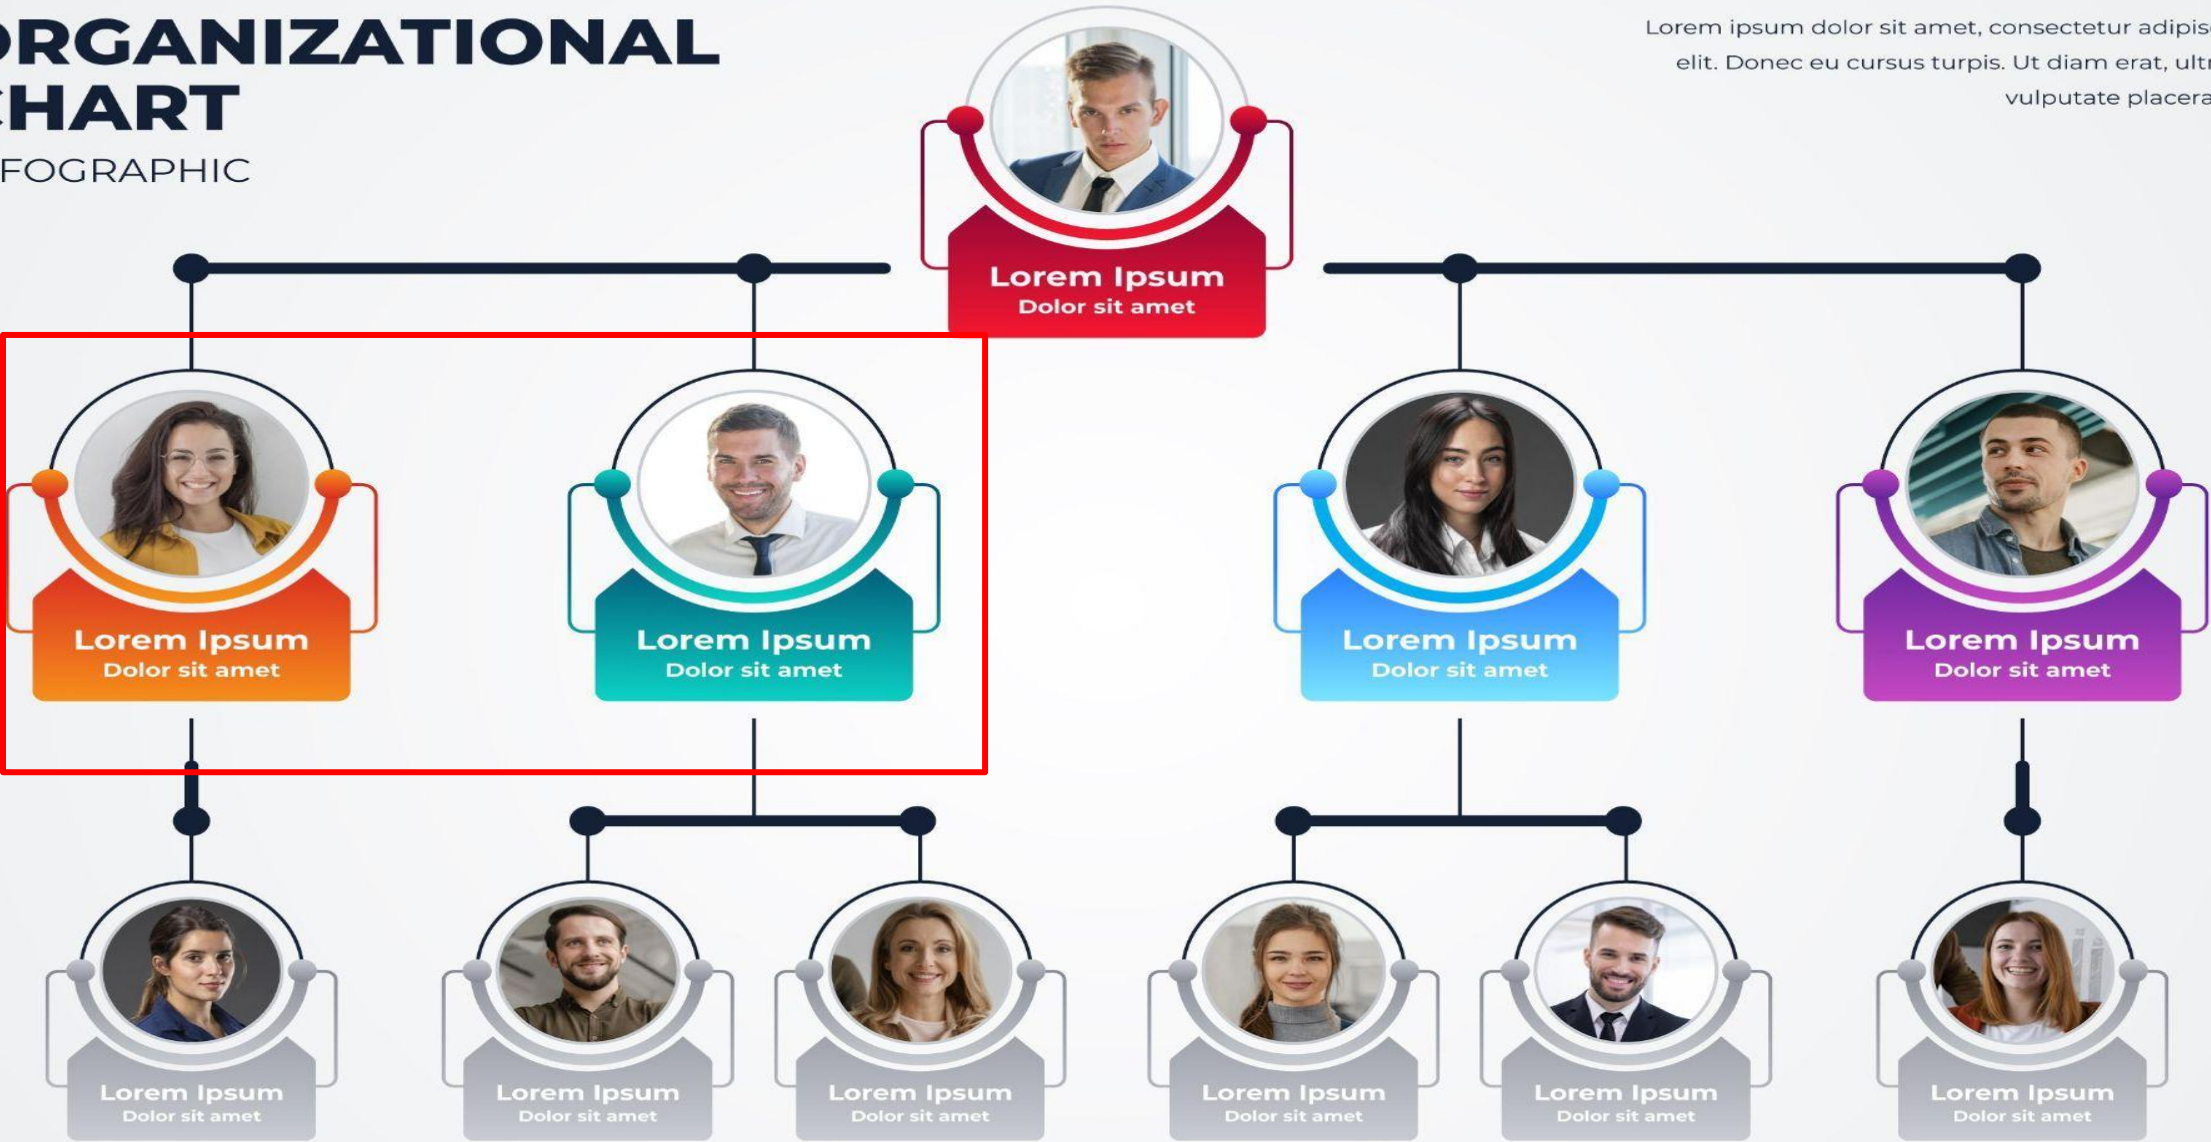 ORGANIZATIONAL
CHART
FOGRAPHIC
Lorem ipsum dolor sit amet, consectetur adipis
elit. Donec eu cursus turpis. Ut diam erat, ult
vulputate placera
Lorem Ipsum
Dolor sit amet
Lorem Ipsum
Dolor sit amet
Lorem Ipsum
Dolor sit amet
Lorem Ipsum
Dolor sit amet
Lorem Ipsum
Dolor sit amet
Lorem Ipsum
Dolor sit amet
Lorem Ipsum
Dolor sit amet
Lorem Ipsum
Dolor sit amet
Lorem Ipsum
Dolor sit amet
Lorem Ipsum
Dolor sit amet
Lorem Ipsum
Dolor sit amet